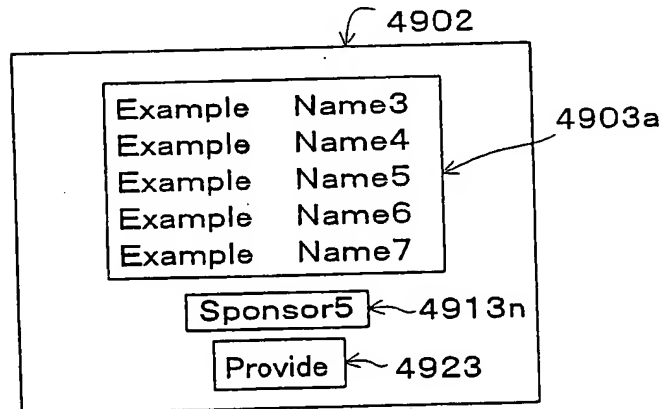 4902
Example Name3
Example Name4
Example Name5
Example Name6
Example Name7
4903a
Sponsor5 4913n
Provide 4923